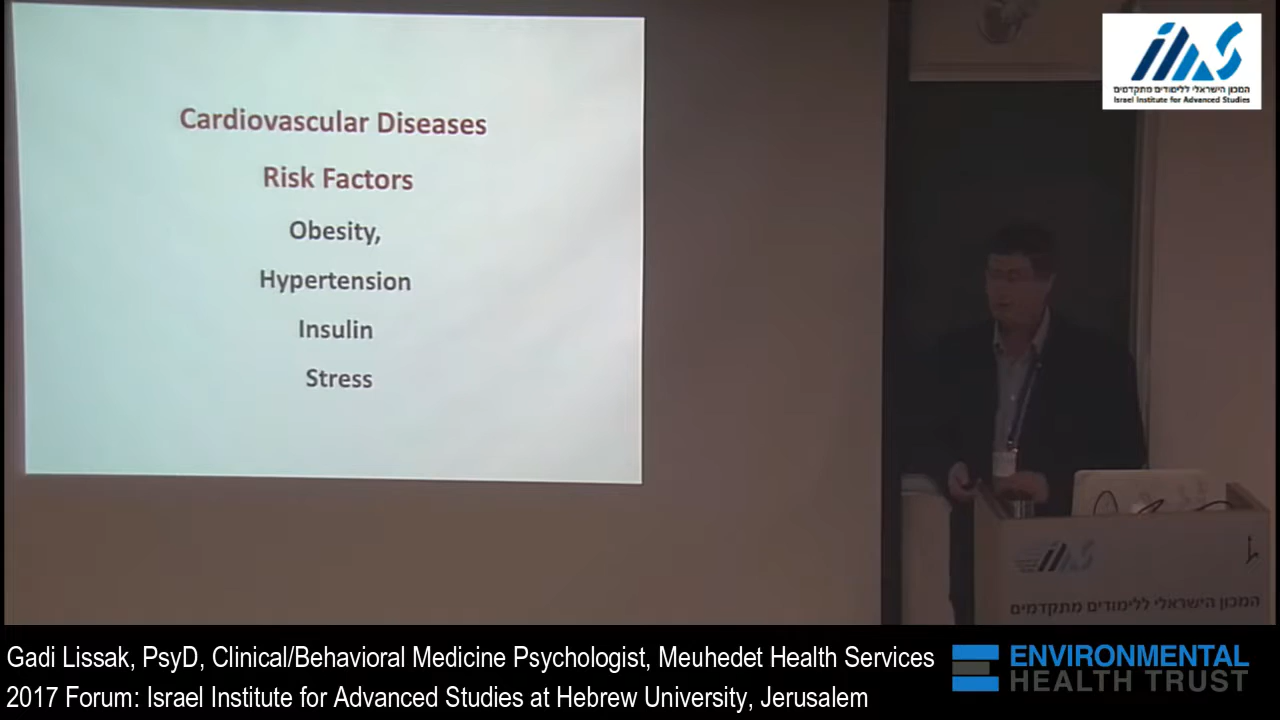 Cardiovascular Diseases
Risk Factors
Obesity,
Hypertension
Insulin
Stress
IIAS
המכון הישראלי ללימודים מתקדמים
Israel Institute for Advanced Studies
IIAS
המכון הישראלי ללימודים מתקדמים
Gadi Lissak, PsyD, Clinical/Behavioral Medicine Psychologist, Meuhedet Health Services
2017 Forum: Israel Institute for Advanced Studies at Hebrew University, Jerusalem
ENVIRONMENTAL
HEALTH TRUST